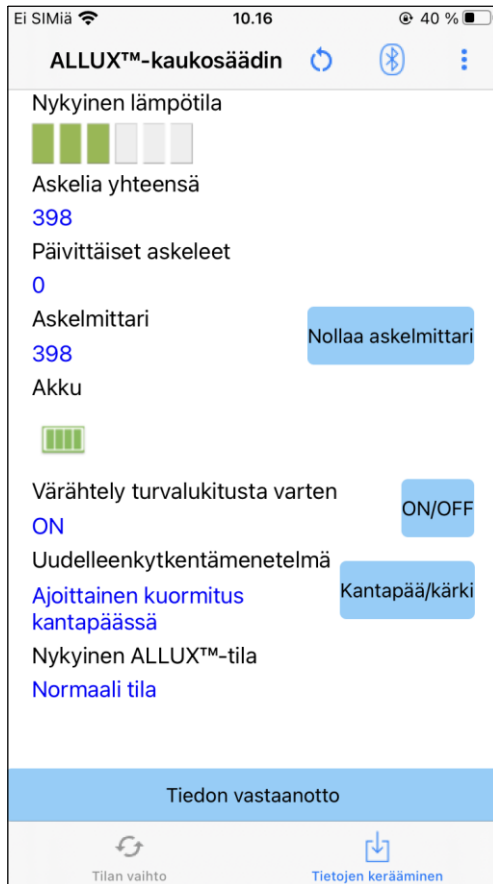 Ei SIMiä 10.16 40 %
ALLUX™-kaukosäädin
Nykyinen lämpötila
Askelia yhteensä
398
Päivittäiset askeleet
0
Askelmittari
398
Nollaa askelmittari
Akku
Värähtely turvalukitusta varten
ON
ON/OFF
Uudelleenkytkentämenetelmä
Ajoittainen kuormitus
kantapäässä
Kantapää/kärki
Nykyinen ALLUX™-tila
Normaali tila
Tiedon vastaanotto
Tilan vaihto
Tietojen kerääminen